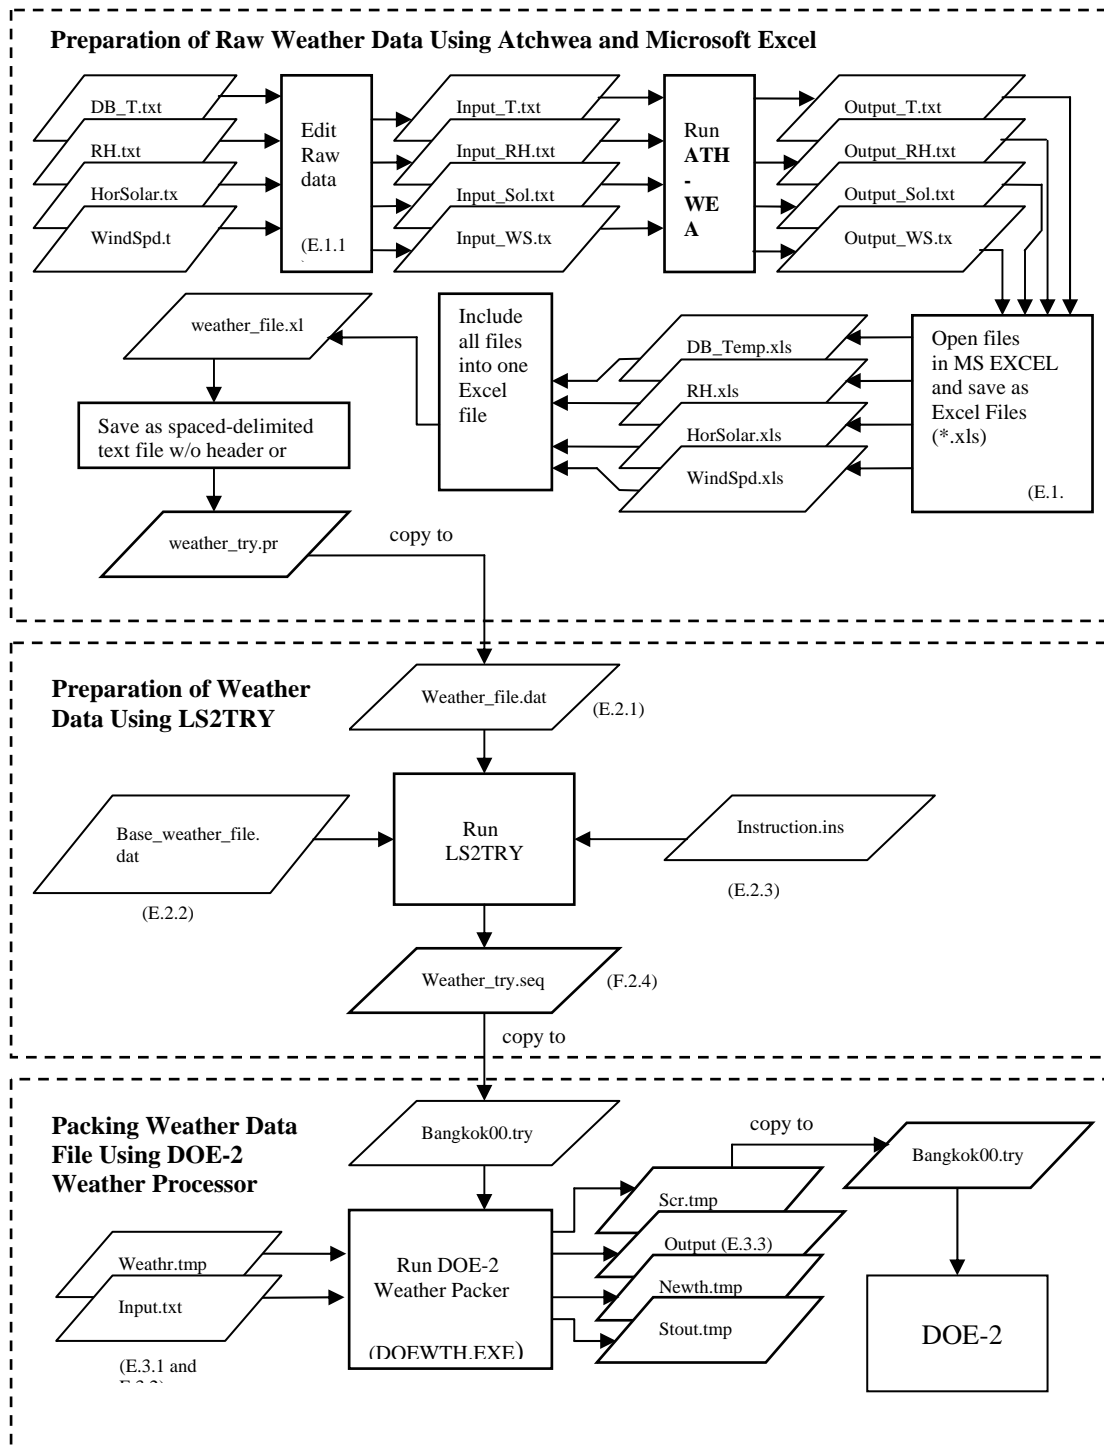 Preparation of Raw Weather Data Using Atchwea and Microsoft Excel
DB_T.txt
RH.txt
HorSolar.tx
WindSpd.t
Edit
Raw
data
(E.1.1
Input_T.txt
Input_RH.txt
Input_Sol.txt
Input_WS.tx
Run
ATH
-
WE
A
Output_T.txt
Output_RH.txt
Output_Sol.txt
Output_WS.tx
Open files
in MS EXCEL
and save as
Excel Files
(*.xls)
(E.1.
DB_Temp.xls
RH.xls
HorSolar.xls
WindSpd.xls
Include
all files
into one
Excel
file
weather_file.xl
Save as spaced-delimited
text file w/o header or
weather_try.pr
copy to
Preparation of Weather
Data Using LS2TRY
Weather_file.dat
(E.2.1)
Base_weather_file.
dat
(E.2.2)
Run
LS2TRY
Instruction.ins
(E.2.3)
Weather_try.seq
(F.2.4)
copy to
Packing Weather Data
File Using DOE-2
Weather Processor
Bangkok00.try
Weathr.tmp
Input.txt
(E.3.1 and
E.3.2)
Run DOE-2
Weather Packer
(DOEWTH.EXE)
Scr.tmp
Output (E.3.3)
Newth.tmp
Stout.tmp
copy to
Bangkok00.try
DOE-2